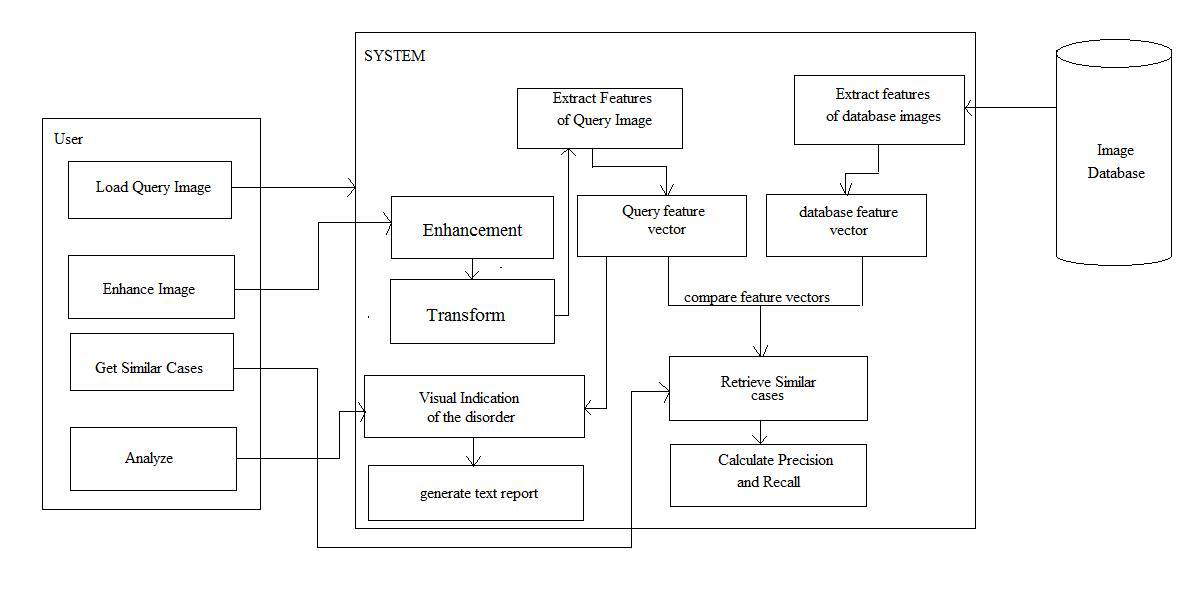 SYSTEM
User
Load Query Image
Enhance Image
Get Similar Cases
Analyze
Extract Features
of Query Image
Extract features
of database images
Image
Database
Enhancement
Transform
Query feature
vector
database feature
vector
compare feature vectors
Visual Indication
of the disorder
generate text report
Retrieve Similar
cases
Calculate Precision
and Recall